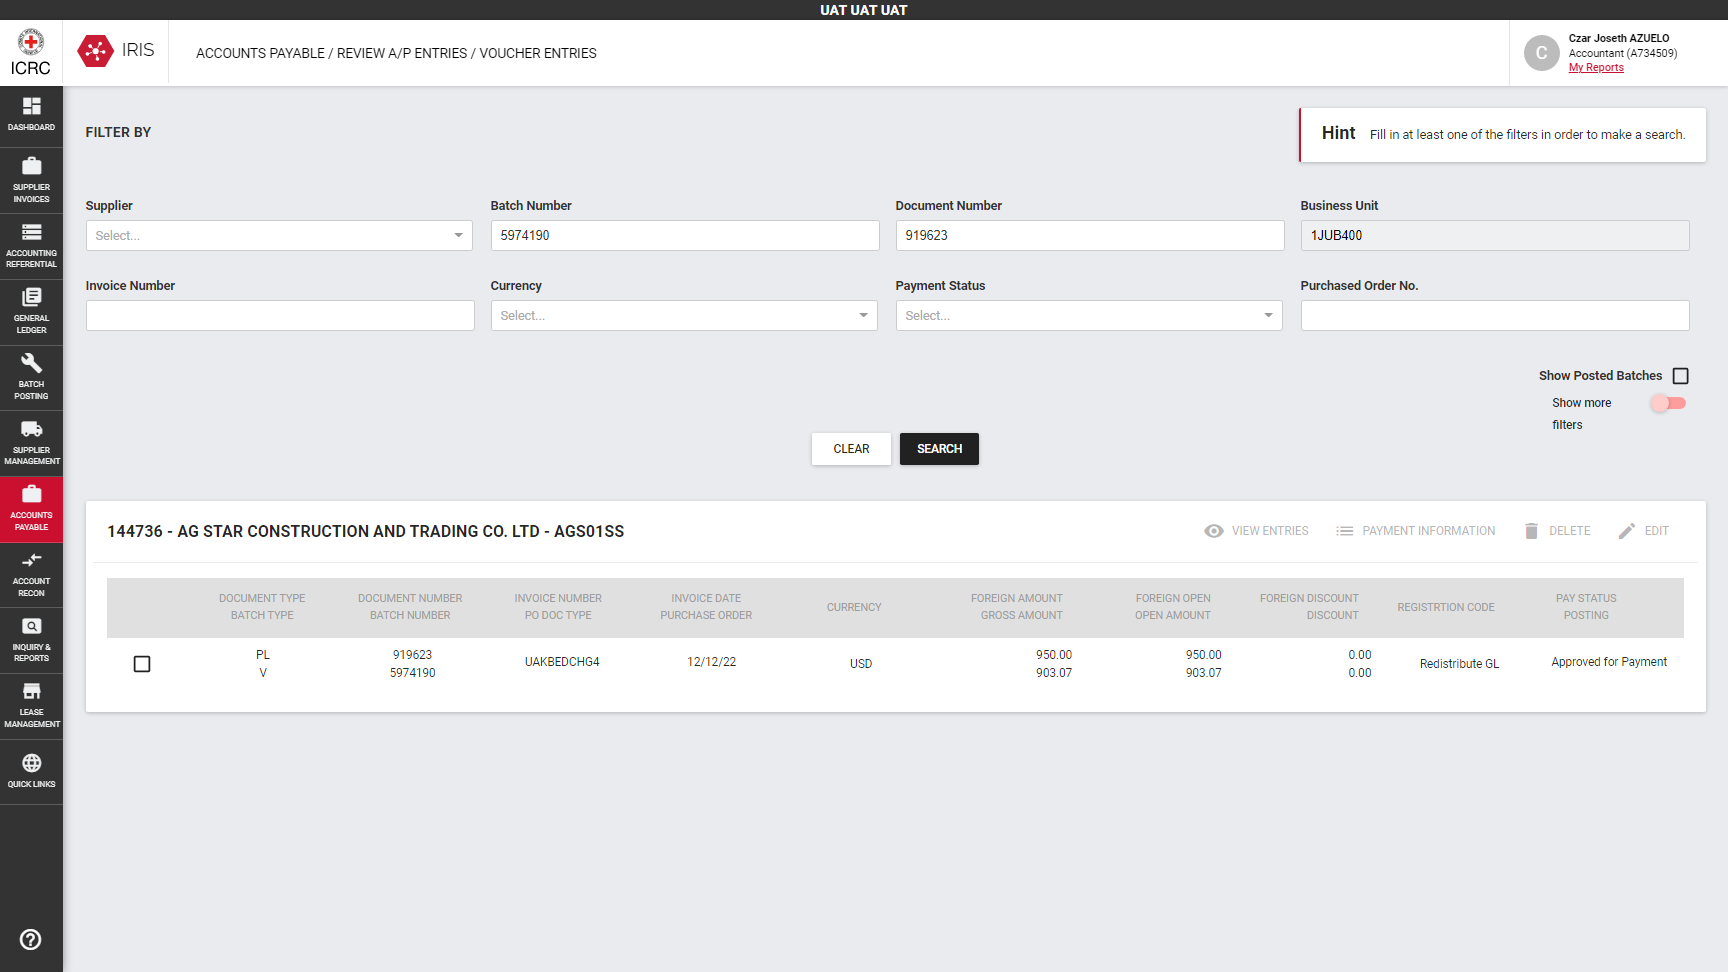 UAT UAT UAT
ICRC
IRIS
ACCOUNTS PAYABLE / REVIEW A/P ENTRIES / VOUCHER ENTRIES
C
Czar Joseth AZUELO
Accountant (A734509)
My Reports
DASHBOARD
SUPPLIER
INVOICES
ACCOUNTING
REFERENTIAL
GENERAL
LEDGER
BATCH
POSTING
SUPPLIER
MANAGEMENT
ACCOUNTS
PAYABLE
ACCOUNT
RECON
INQUIRY &
REPORTS
LEASE
MANAGEMENT
QUICK LINKS
FILTER BY
Hint Fill in at least one of the filters in order to make a search.
Supplier Batch Number Document Number Business Unit
Select... 5974190 919623 1JUB400
Invoice Number Currency Payment Status Purchased Order No.
Select... Select...
Show Posted Batches
Show more
filters
CLEAR SEARCH
144736 - AG STAR CONSTRUCTION AND TRADING CO. LTD - AGS01SS
VIEW ENTRIES PAYMENT INFORMATION DELETE EDIT
DOCUMENT TYPE DOCUMENT NUMBER INVOICE NUMBER INVOICE DATE CURRENCY FOREIGN AMOUNT FOREIGN OPEN FOREIGN DISCOUNT REGISTRTION CODE PAY STATUS
BATCH TYPE BATCH NUMBER PO DOC TYPE PURCHASE ORDER GROSS AMOUNT OPEN AMOUNT DISCOUNT POSTING
PL 919623 UAKBEDCHG4 12/12/22 USD 950.00 950.00 0.00 Redistribute GL Approved for Payment
V 5974190 903.07 903.07 0.00